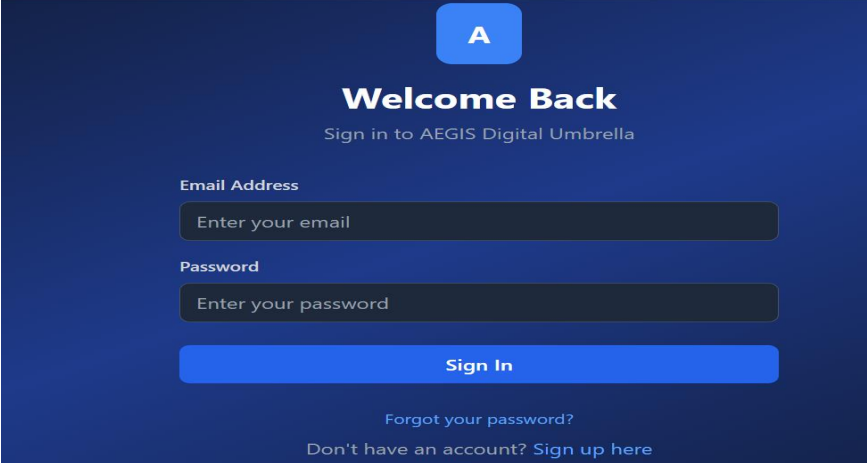 A
Welcome Back
Sign in to AEGIS Digital Umbrella
Email Address
Enter your email
Password
Enter your password
Sign In
Forgot your password?
Don't have an account? Sign up here